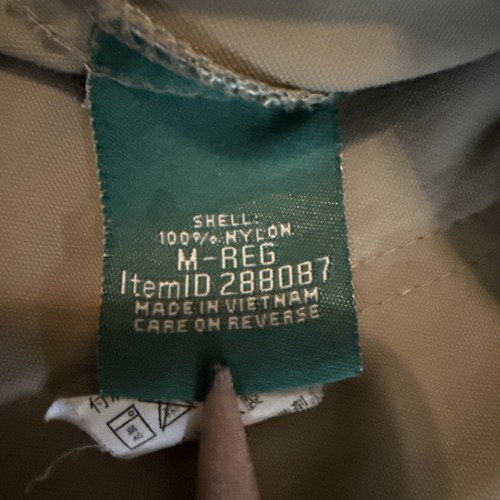 SHELL:
100% NYLON
M-REG
ItemID 288087
MADE IN VIETNAM
CARE ON REVERSE